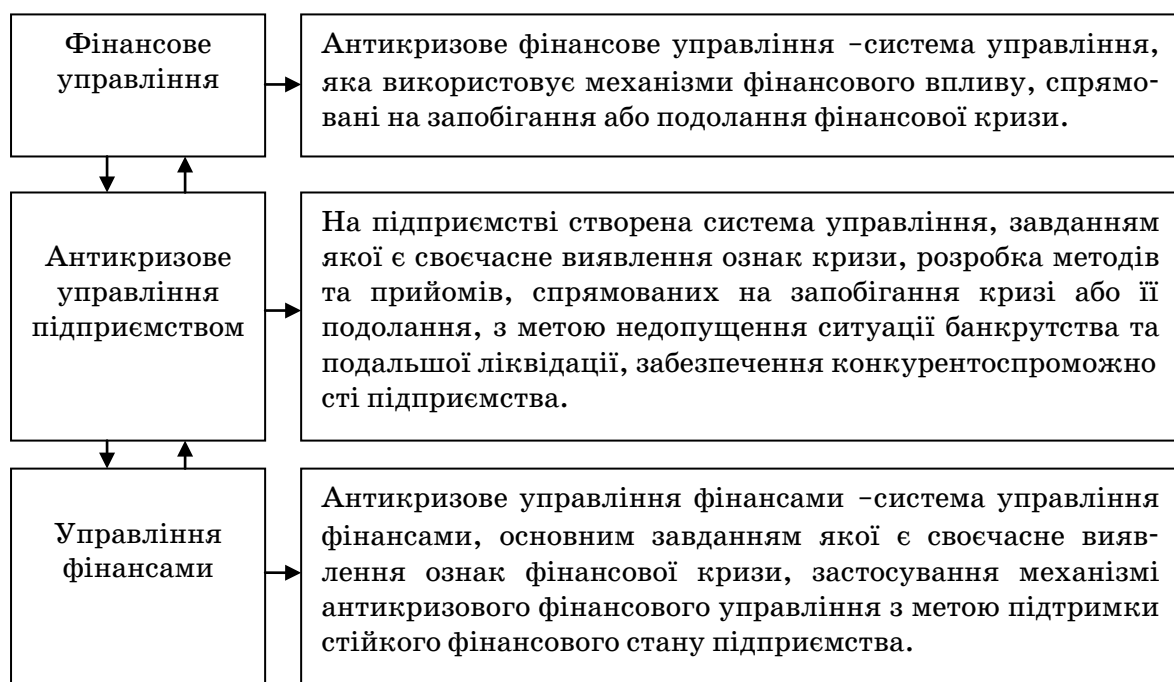 Фінансове
управління
Антикризове фінансове управління –система управління,
яка використовує механізми фінансового впливу, спрямо-
вані на запобігання або подолання фінансової кризи.
Антикризове
управління
підприємством
На підприємстві створена система управління, завданням
якої є своєчасне виявлення ознак кризи, розробка методів
та прийомів, спрямованих на запобігання кризі або її
подолання, з метою недопущення ситуації банкрутства та
подальшої ліквідації, забезпечення конкурентоспроможно
сті підприємства.
Управління
фінансами
Антикризове управління фінансами –система управління
фінансами, основним завданням якої є своєчасне вияв-
лення ознак фінансової кризи, застосування механізмі
антикризового фінансового управління з метою підтримки
стійкого фінансового стану підприємства.